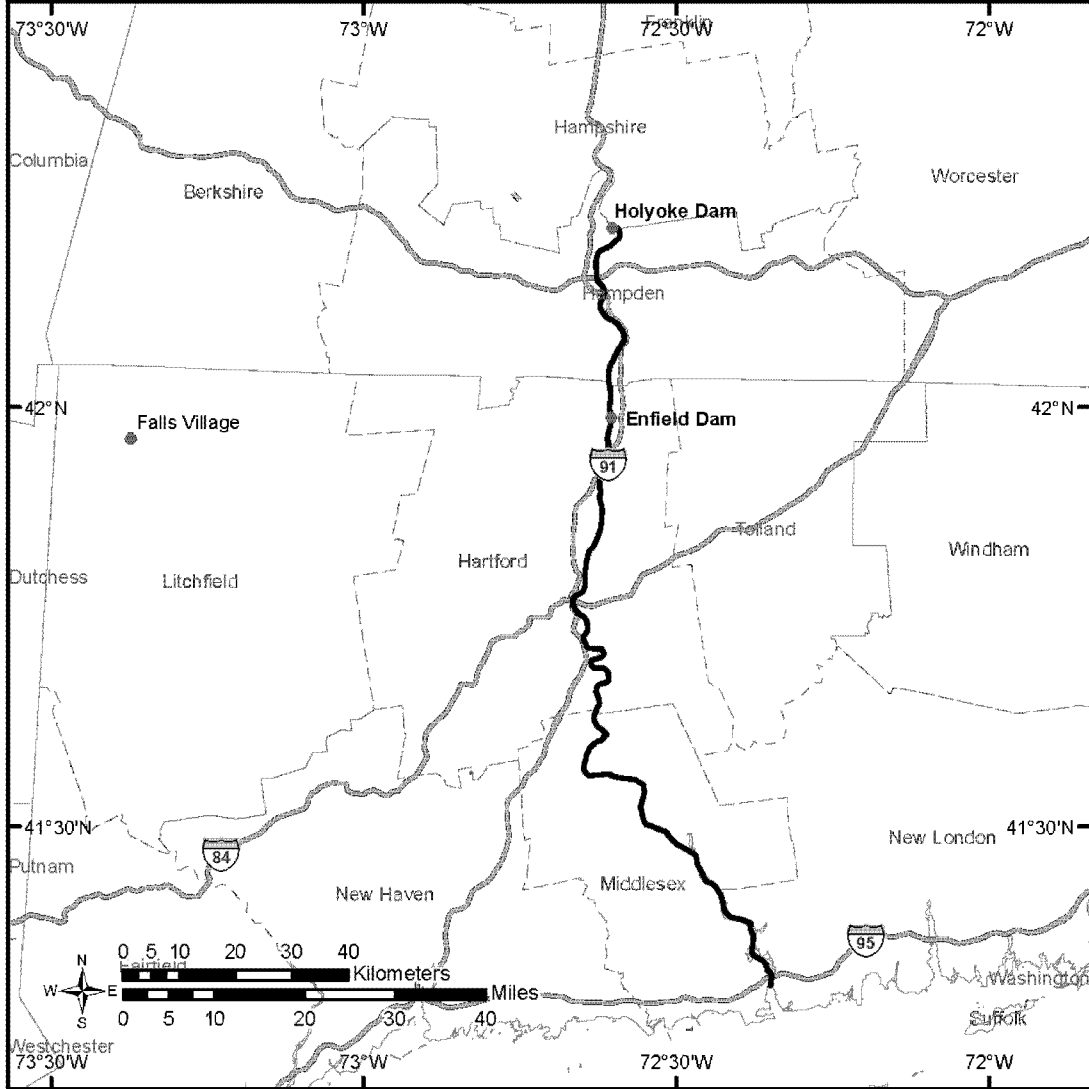 73°30'W 73°W 72°30'W 72°W
Franklin
Hampshire
Columbia
Berkshire
Worcester
Holyoke Dam
Hampden
42°N
42°N
Falls Village
Enfield Dam
91
Tolland
Hartford
Windham
Dutchess
Litchfield
41°30'N
41°30'N
New London
84
Putnam
Middlesex
New Haven
95
0 5 10 20 30 40
Kilometers
Fairfield
N
W E
S
Miles
0 5 10 20 30 40
Washington
Suffolk
Westchester
73°30'W 73°W 72°30'W 72°W